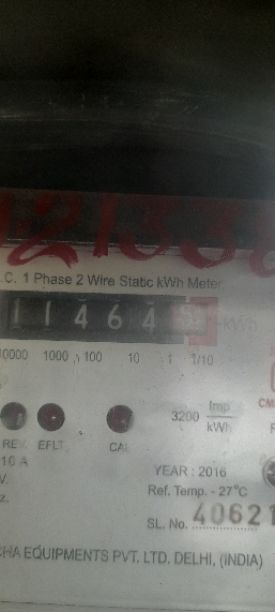 .C. 1 Phase 2 Wire Static kWh Meter
1 1 4 6 4
10000 1000 100 10 1 1/10
3200 Imp
kWh
REV. EFLT. CAL
10 A
V.
z.
YEAR : 2016
Ref. Temp. - 27°C
SL. No. 40621
CHA EQUIPMENTS PVT. LTD. DELHI, (INDIA)